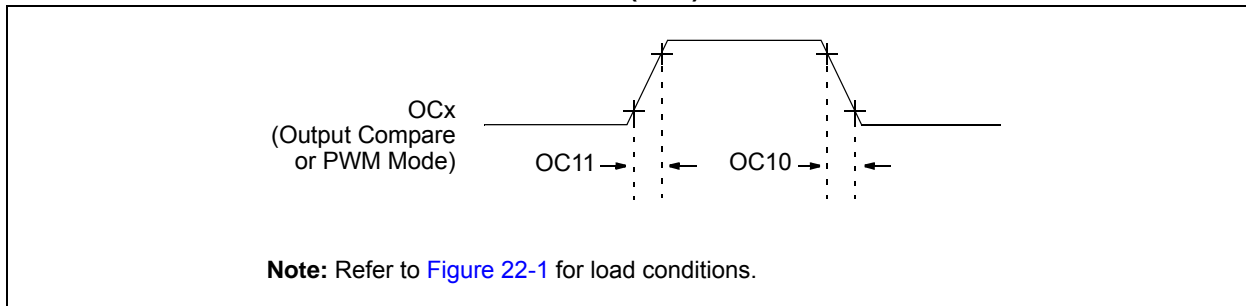 OCx
(Output Compare
or PWM Mode)
OC11
OC10
Note: Refer to Figure 22-1 for load conditions.